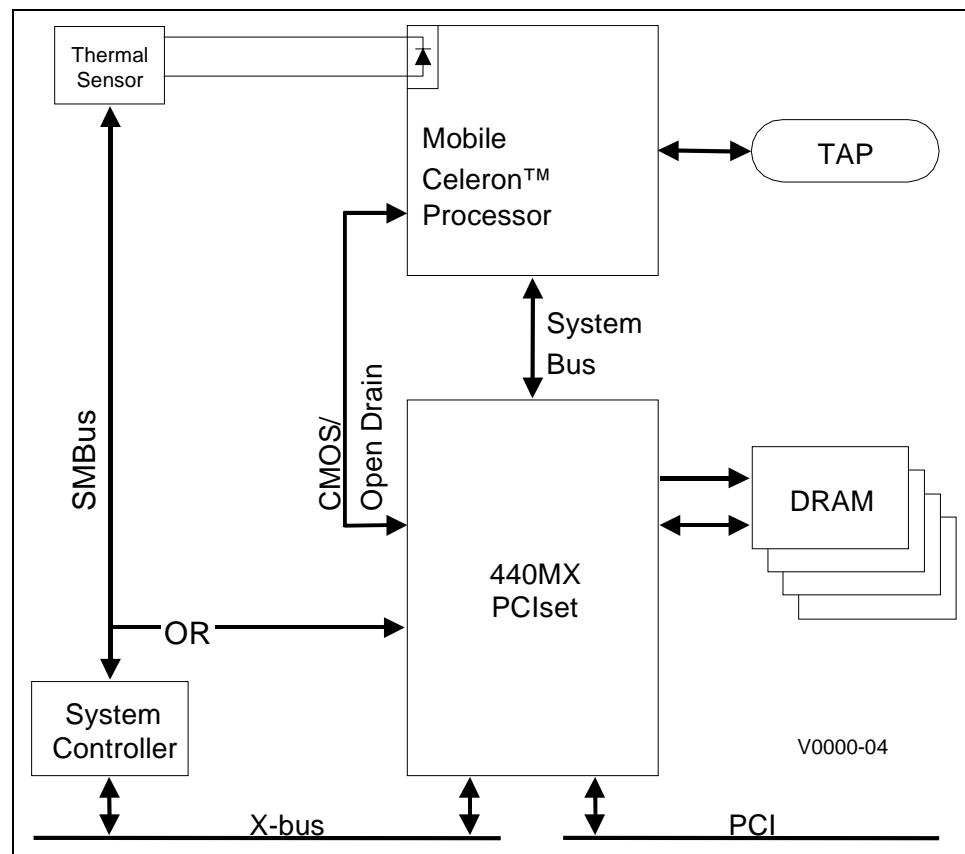 Thermal
Sensor
Mobile
Celeron™
Processor
TAP
System
Bus
SMBus
CMOS/
Open Drain
DRAM
440MX
PCIset
OR
System
Controller
V0000-04
X-bus
PCI